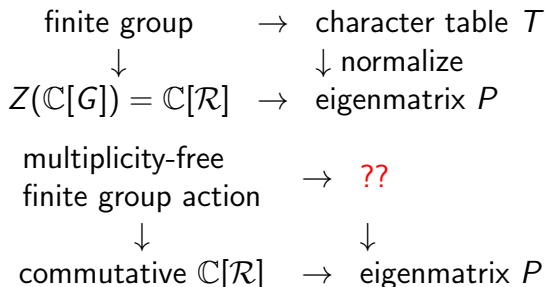 finite group → character table T
↓ ↓ normalize
Z(ℂ[G]) = ℂ[ℛ] → eigenmatrix P
multiplicity-free
finite group action → ??
↓ ↓
commutative ℂ[ℛ] → eigenmatrix P